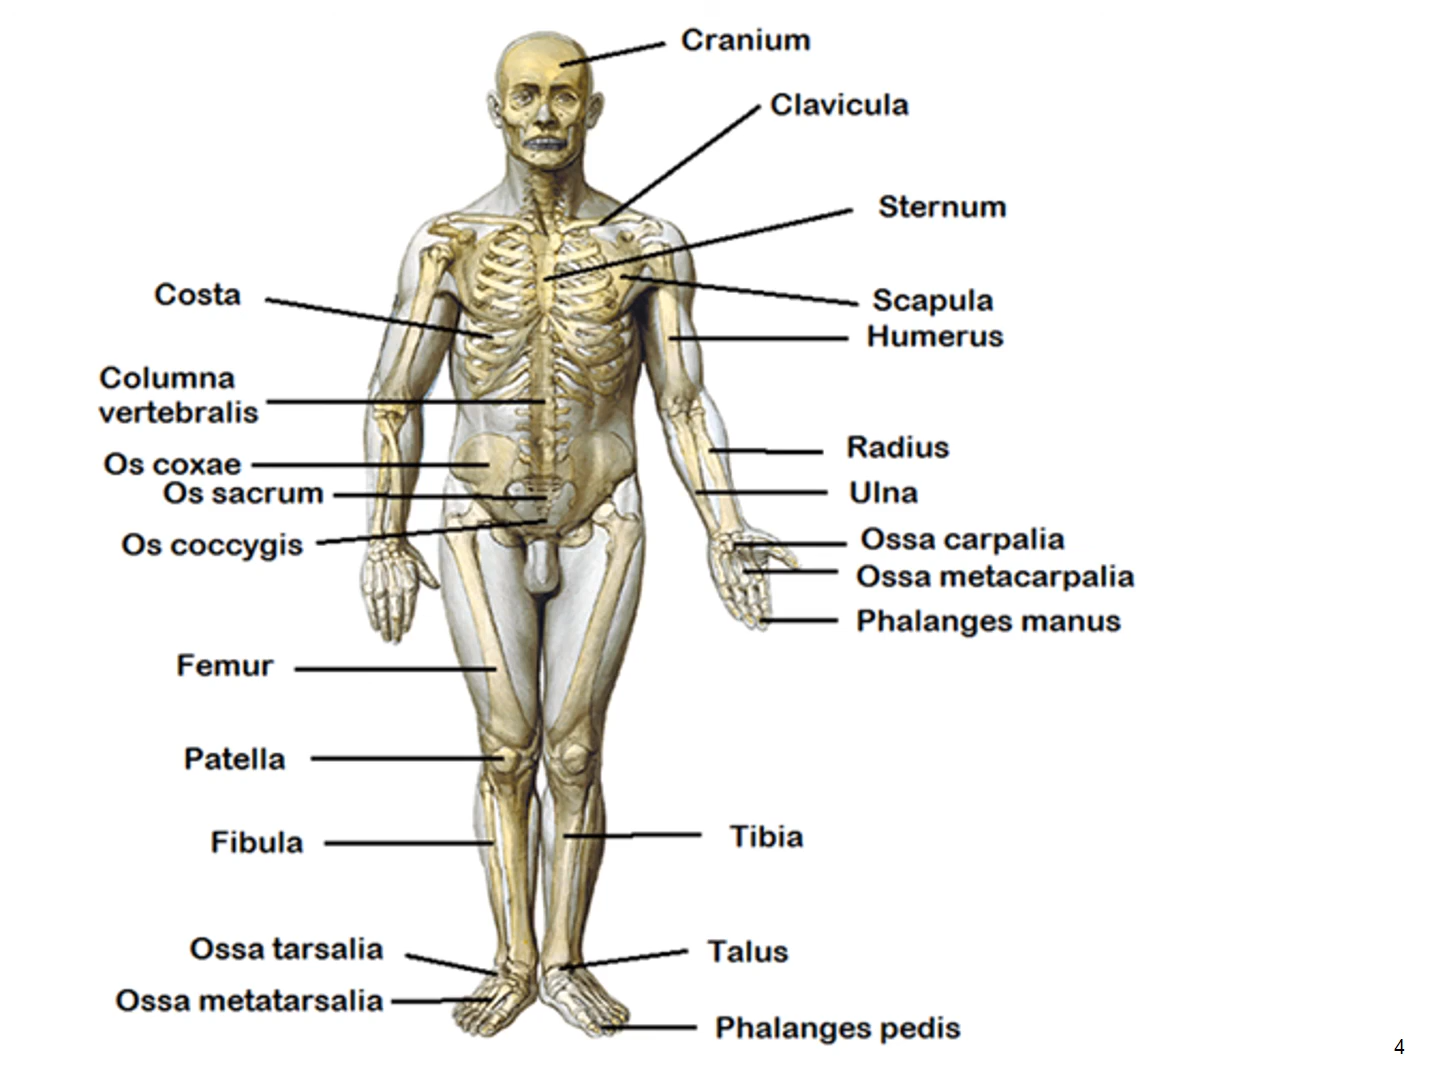 Cranium
Clavicula
Sternum
Costa
Scapula
Humerus
Columna
vertebralis
Radius
Os coxae
Os sacrum
Ulna
Os coccygis
Ossa carpalia
Ossa metacarpalia
Phalanges manus
Femur
Patella
Fibula
Tibia
Ossa tarsalia
Talus
Ossa metatarsalia
Phalanges pedis
4